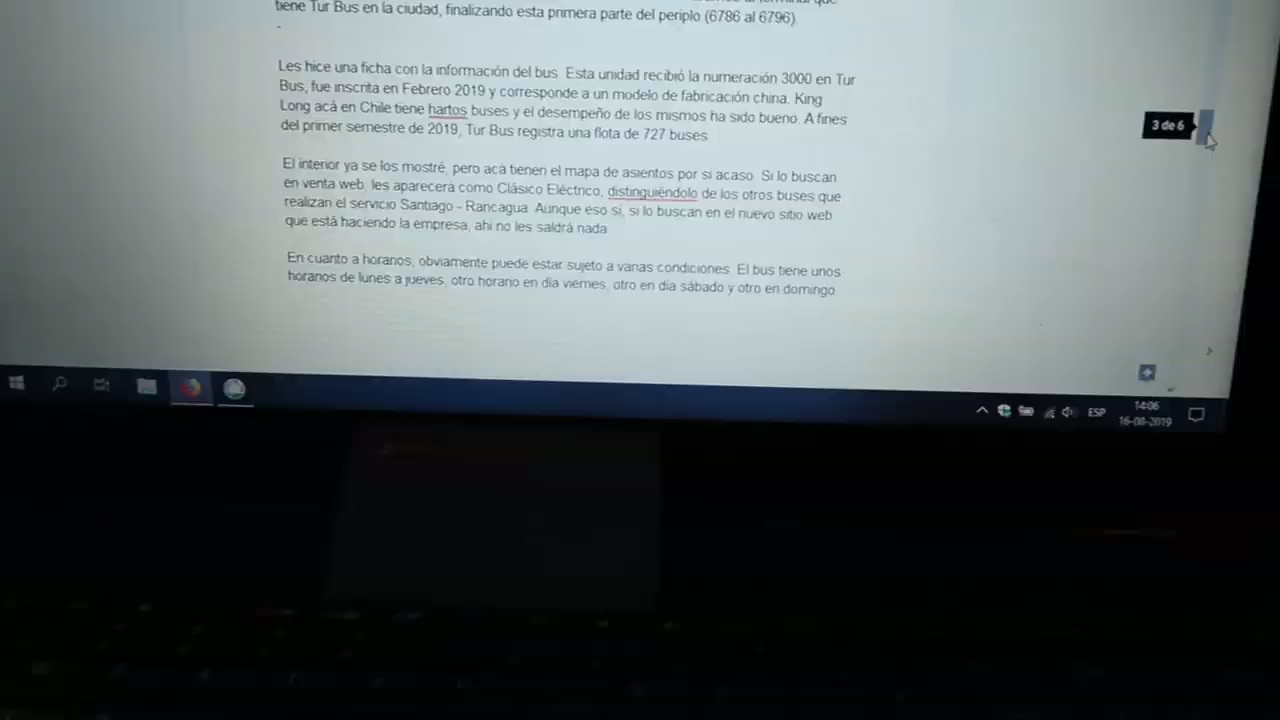 tiene Tur Bus en la ciudad, finalizando esta primera parte del periplo (6786 al 6796).
-
Les hice una ficha con la información del bus. Esta unidad recibió la numeración 3000 en Tur
Bus, fue inscrita en Febrero 2019 y corresponde a un modelo de fabricación china. King
Long acá en Chile tiene hartos buses y el desempeño de los mismos ha sido bueno. A fines
del primer semestre de 2019, Tur Bus registra una flota de 727 buses.
El interior ya se los mostré, pero acá tienen el mapa de asientos por si acaso. Si lo buscan
en venta web, les aparecerá como Clásico Eléctrico, distinguiéndolo de los otros buses que
realizan el servicio Santiago - Rancagua. Aunque eso sí, si lo buscan en el nuevo sitio web
que está haciendo la empresa, ahí no les saldrá nada.
En cuanto a horarios, obviamente puede estar sujeto a varias condiciones. El bus tiene unos
horarios de lunes a jueves, otro horario en día viernes, otro en día sábado y otro en domingo.
3 de 6
ESP
14:06
16-08-2019